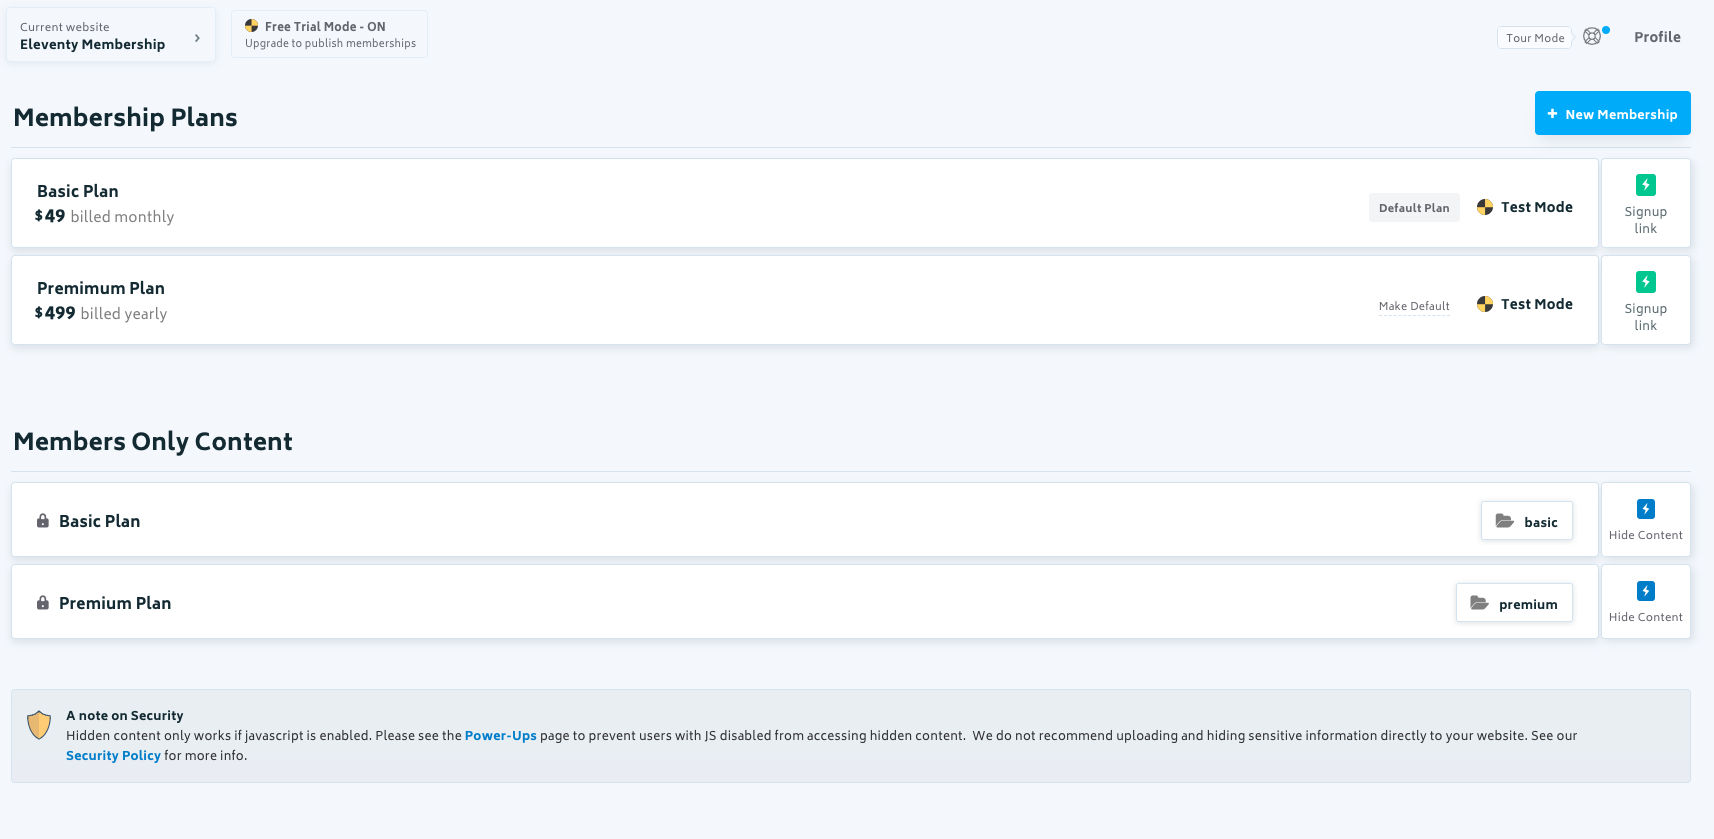 Current website
Eleventy Membership
Free Trial Mode - ON
Upgrade to publish memberships
Tour Mode
Profile
Membership Plans
+ New Membership
Basic Plan
$49 billed monthly
Default Plan
Test Mode
Signup
link
Premimum Plan
$499 billed yearly
Make Default
Test Mode
Signup
link
Members Only Content
Basic Plan
basic
Hide Content
Premium Plan
premium
Hide Content
A note on Security
Hidden content only works if javascript is enabled. Please see the Power-Ups page to prevent users with JS disabled from accessing hidden content. We do not recommend uploading and hiding sensitive information directly to your website. See our
Security Policy for more info.